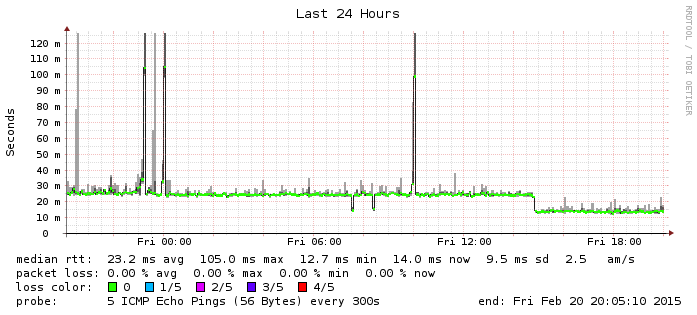 Last 24 Hours
RRDTOOL / TOBI OETIKER
Seconds
120 m
110 m
100 m
90 m
80 m
70 m
60 m
50 m
40 m
30 m
20 m
10 m
0
Fri 00:00 Fri 06:00 Fri 12:00 Fri 18:00
median rtt: 23.2 ms avg 105.0 ms max 12.7 ms min 14.0 ms now 9.5 ms sd 2.5 am/s
packet loss: 0.00 % avg 0.00 % max 0.00 % min 0.00 % now
loss color: 0 1/5 2/5 3/5 4/5
probe: 5 ICMP Echo Pings (56 Bytes) every 300s end: Fri Feb 20 20:05:10 2015